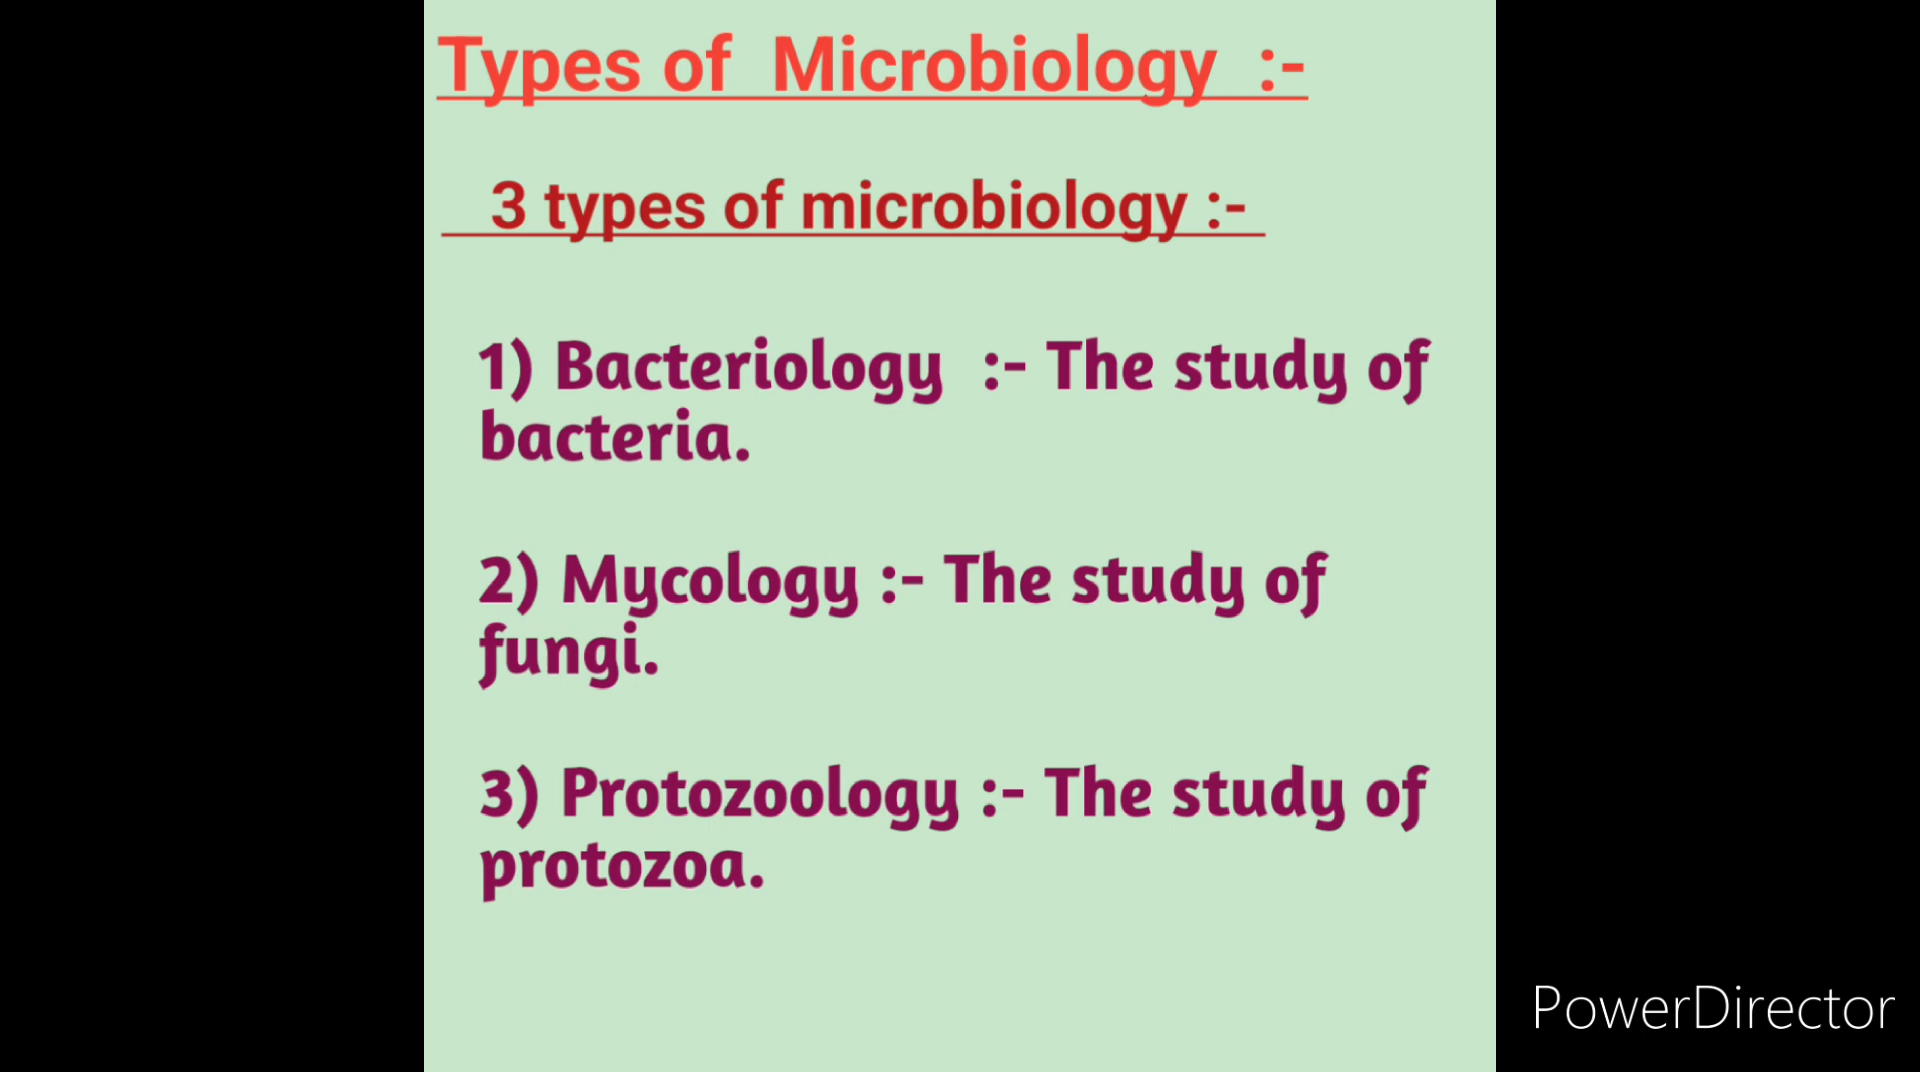 Types of Microbiology :-
3 types of microbiology :-
1) Bacteriology :- The study of
bacteria.
2) Mycology :- The study of
fungi.
3) Protozoology :- The study of
protozoa.
PowerDirector